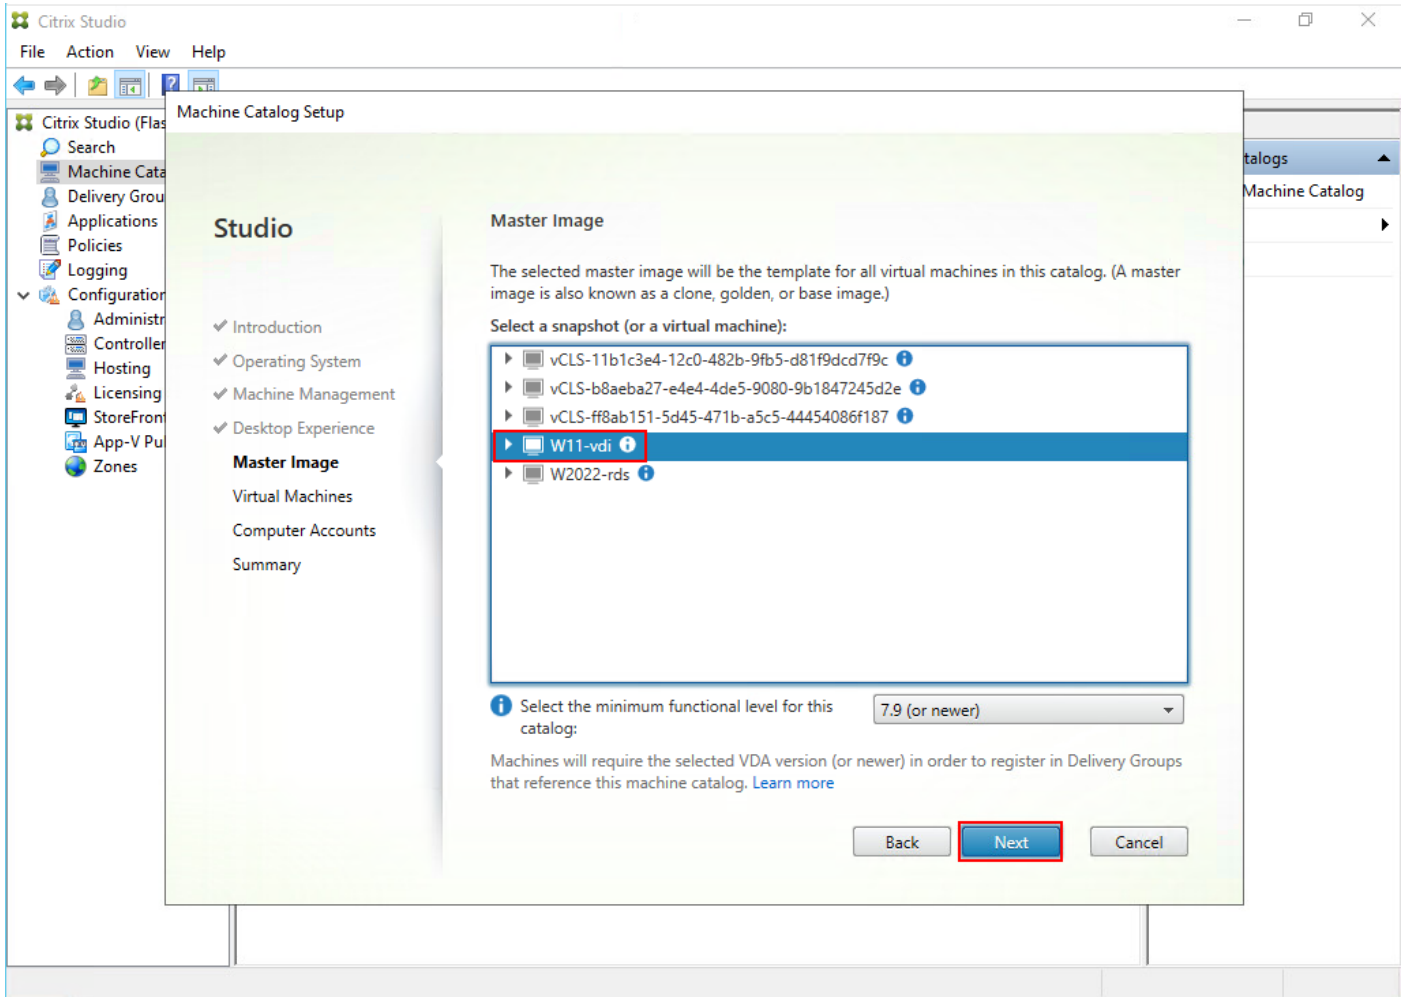 Citrix Studio
File Action View Help
Machine Catalog Setup
Citrix Studio (Flas
Search
Machine Cata
Delivery Grou
Applications
Policies
Logging
Configuration
Administr
Controller
Hosting
Licensing
StoreFront
App-V Pul
Zones
Studio
Introduction
Operating System
Machine Management
Desktop Experience
Master Image
Virtual Machines
Computer Accounts
Summary
Master Image
The selected master image will be the template for all virtual machines in this catalog. (A master
image is also known as a clone, golden, or base image.)
Select a snapshot (or a virtual machine):
vCLS-11b1c3e4-12c0-482b-9fb5-d81f9dcd7f9c
vCLS-b8aeba27-e4e4-4de5-9080-9b1847245d2e
vCLS-ff8ab151-5d45-471b-a5c5-44454086f187
W11-vdi
W2022-rds
Select the minimum functional level for this
catalog:
7.9 (or newer)
Machines will require the selected VDA version (or newer) in order to register in Delivery Groups
that reference this machine catalog. Learn more
Back Next Cancel
talogs
Machine Catalog